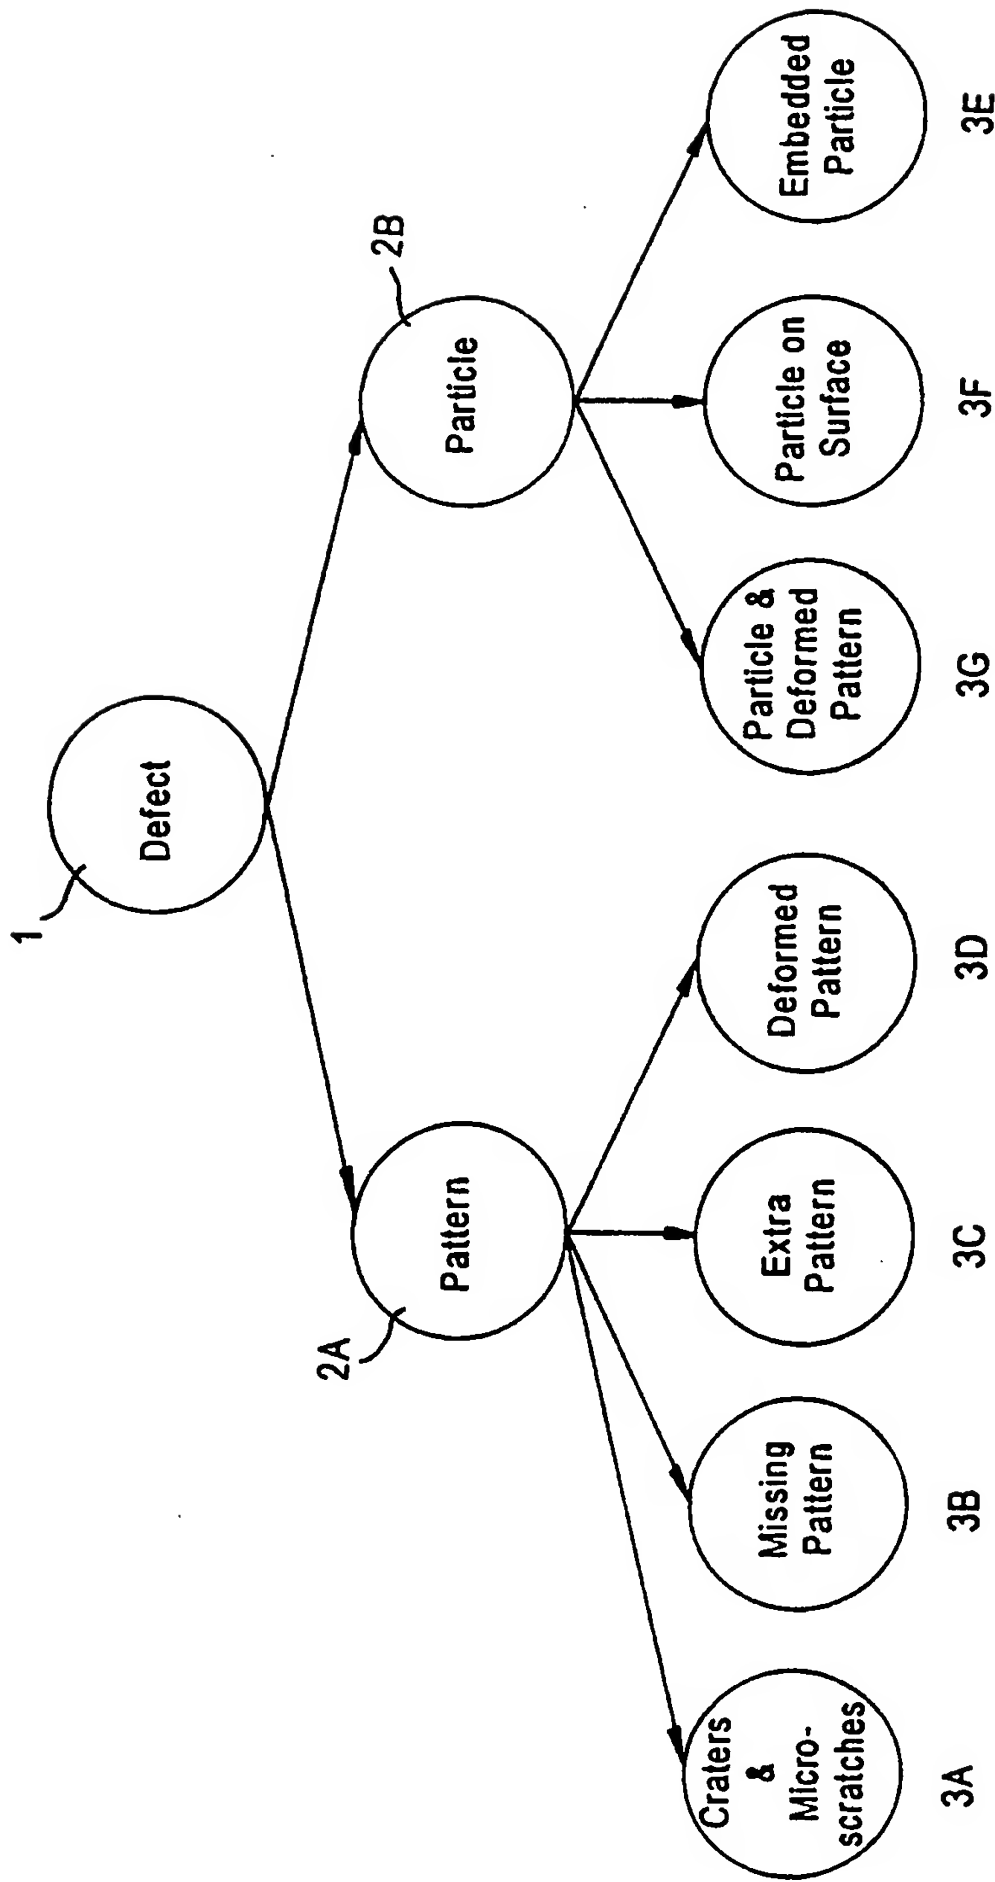 1
Defect
2A
Pattern
2B
Particle
Craters
&
Micro-
scratches
Missing
Pattern
Extra
Pattern
Deformed
Pattern
Particle &
Deformed
Pattern
Particle on
Surface
Embedded
Particle
3A
3B
3C
3D
3G
3F
3E